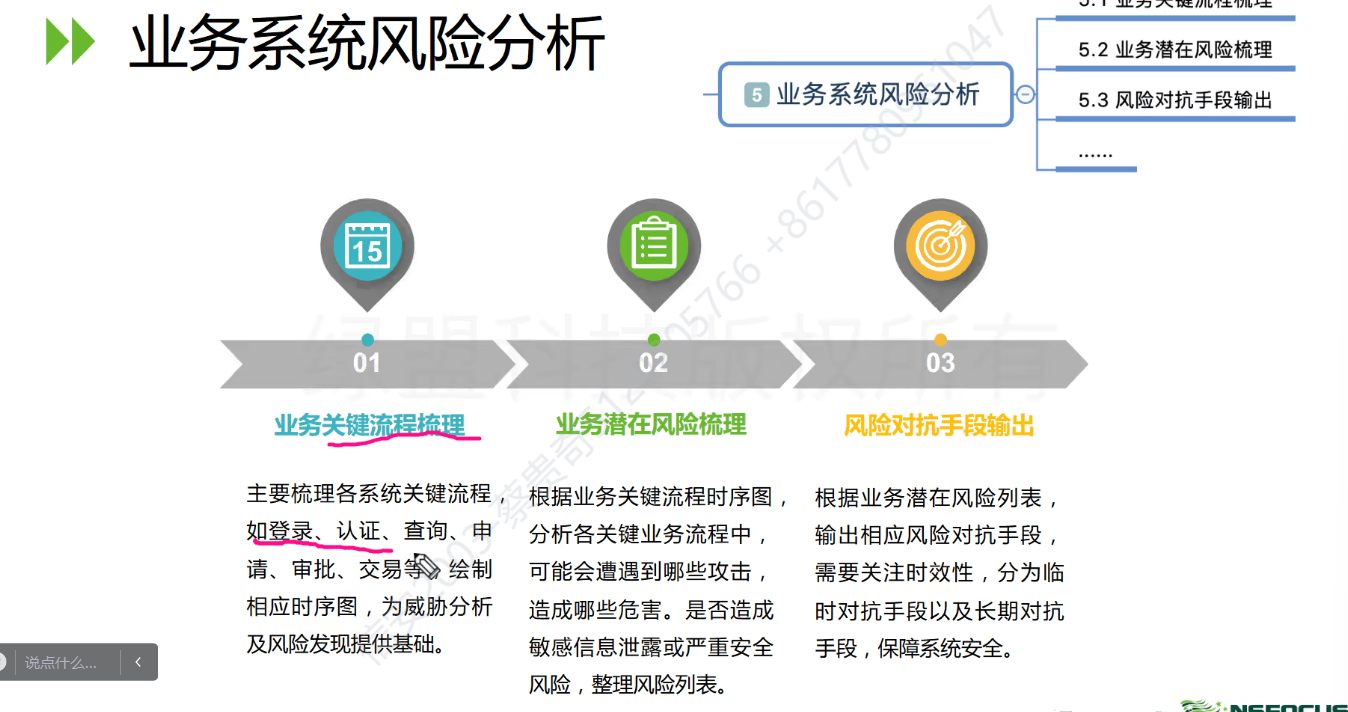 业务系统风险分析
5.1 业务关键流程梳理
5.2 业务潜在风险梳理
5 业务系统风险分析
5.3 风险对抗手段输出
......
15
绿盟科技版权所有
01
02
03
业务关键流程梳理
业务潜在风险梳理
风险对抗手段输出
主要梳理各系统关键流程，
如登录、认证、查询、申
请、审批、交易等，绘制
相应时序图，为威胁分析
及风险发现提供基础。
根据业务关键流程时序图，
分析各关键业务流程中，
可能会遭遇到哪些攻击，
造成哪些危害。是否造成
敏感信息泄露或严重安全
风险，整理风险列表。
根据业务潜在风险列表，
输出相应风险对抗手段，
需要关注时效性，分为临
时对抗手段以及长期对抗
手段，保障系统安全。
说点什么...
NSFOCUS